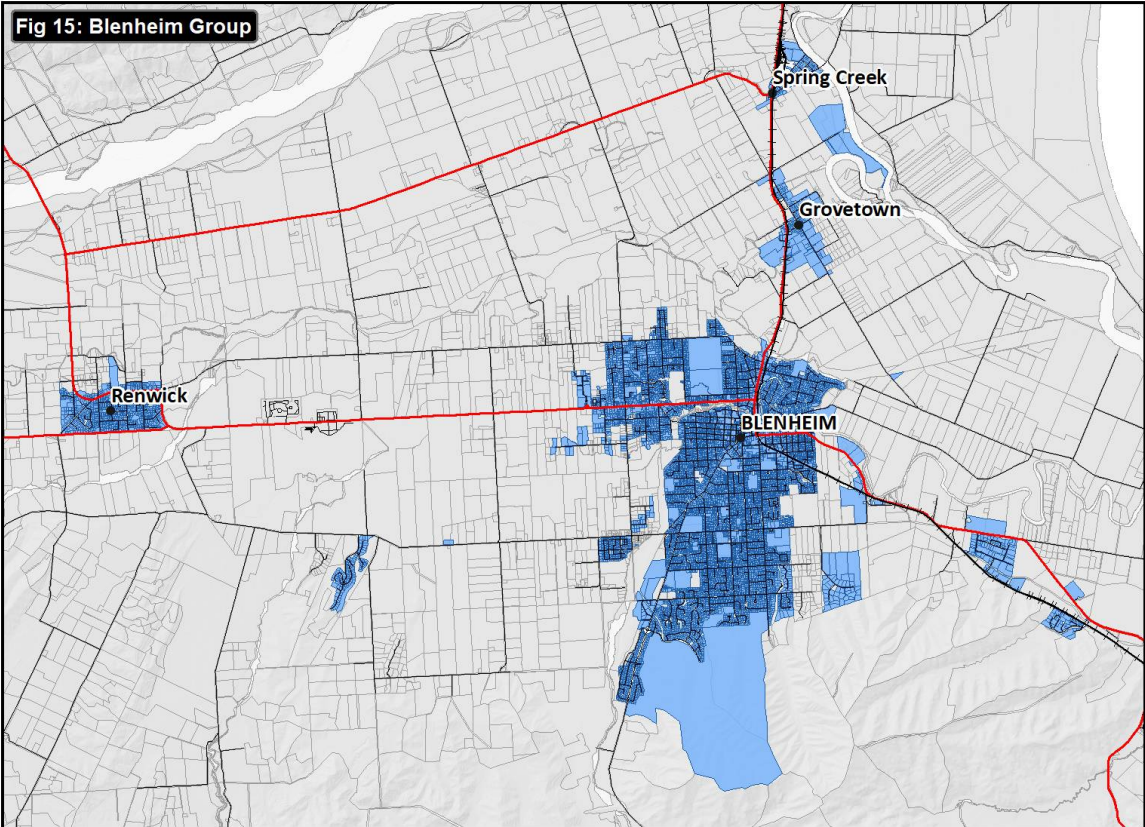 Fig 15: Blenheim Group
Spring Creek
Grovetown
Renwick
BLENHEIM